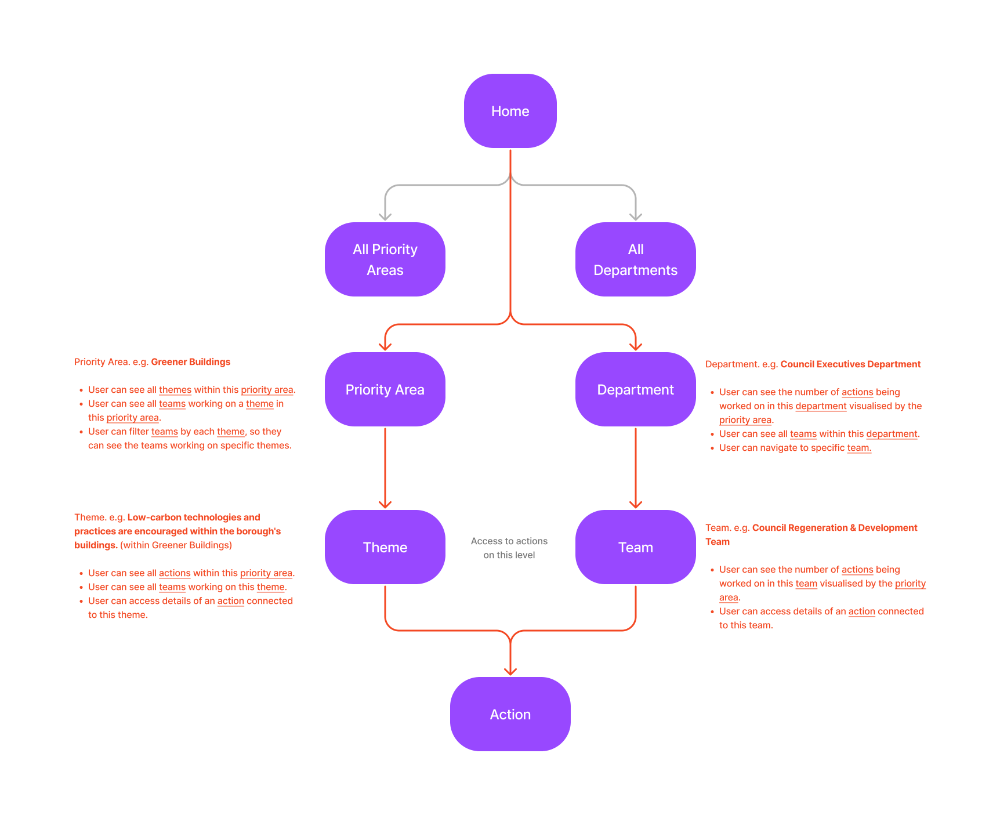 Home
All Priority
Areas
All
Departments
Priority Area. e.g. Greener Buildings
• User can see all themes within this priority area.
• User can see all teams working on a theme in
this priority area.
• User can filter teams by each theme, so they
can see the teams working on specific themes.
Priority Area
Department
Department. e.g. Council Executives Department
• User can see the number of actions being
worked on in this department visualised by the
priority area.
• User can see all teams within this department.
• User can navigate to specific team.
Theme. e.g. Low-carbon technologies and
practices are encouraged within the borough's
buildings. (within Greener Buildings)
• User can see all actions within this priority area.
• User can see all teams working on this theme.
• User can access details of an action connected
to this theme.
Theme
Access to actions
on this level
Team
Team. e.g. Council Regeneration & Development
Team
• User can see the number of actions being
worked on in this team visualised by the priority
area.
• User can access details of an action connected
to this team.
Action